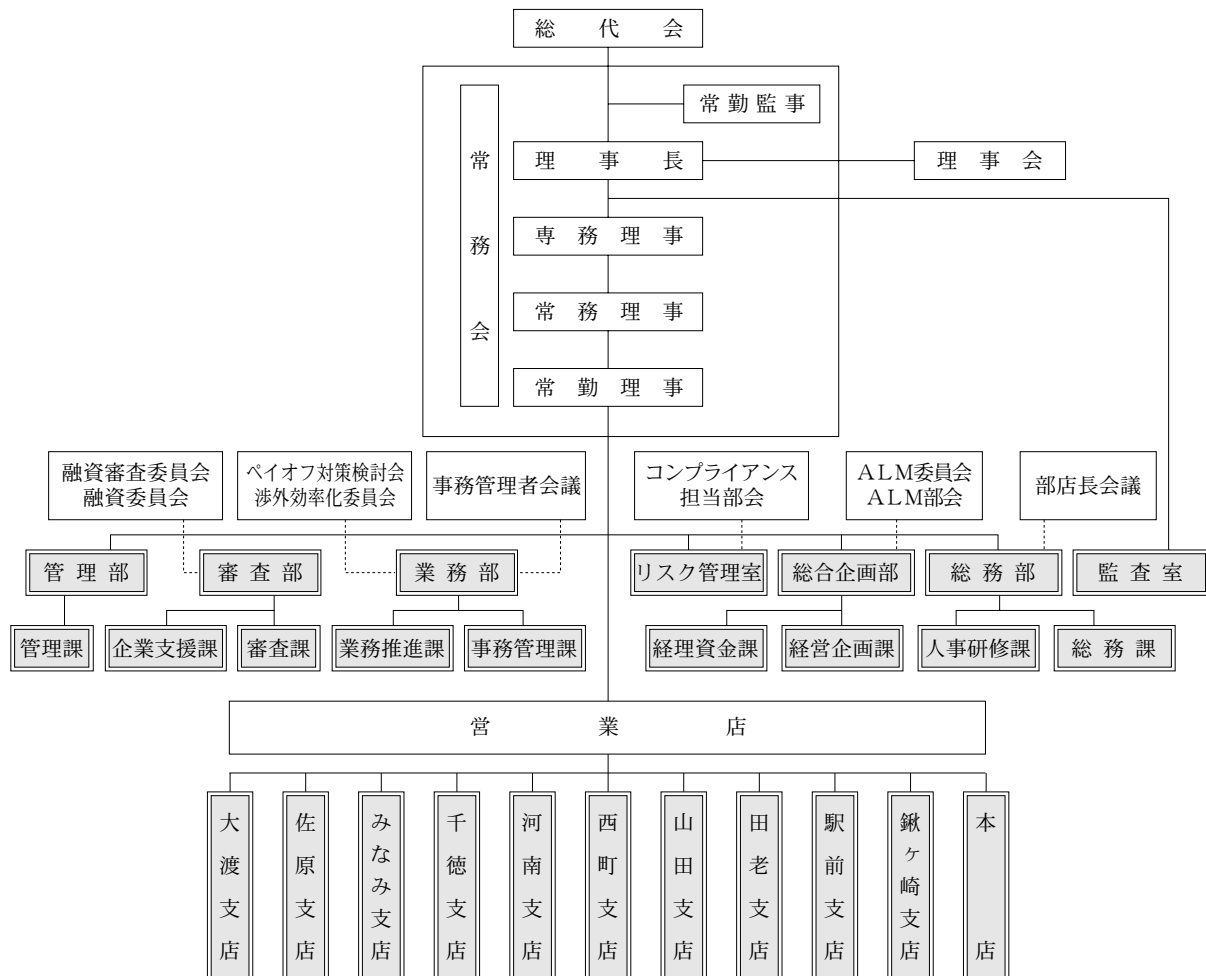 総代会
常勤監事
常務会
理事長
理事会
専務理事
常務理事
常勤理事
融資審査委員会
融資委員会
ペイオフ対策検討会
渉外効率化委員会
事務管理者会議
コンプライアンス
担当部会
ＡＬＭ委員会
ＡＬＭ部会
部店長会議
管理部
審査部
業務部
リスク管理室
総合企画部
総務部
監査室
管理課
企業支援課
審査課
業務推進課
事務管理課
経理資金課
経営企画課
人事研修課
総務課
営業店
大渡支店
佐原支店
みなみ支店
千徳支店
河南支店
西町支店
山田支店
田老支店
駅前支店
鍬ヶ崎支店
本店